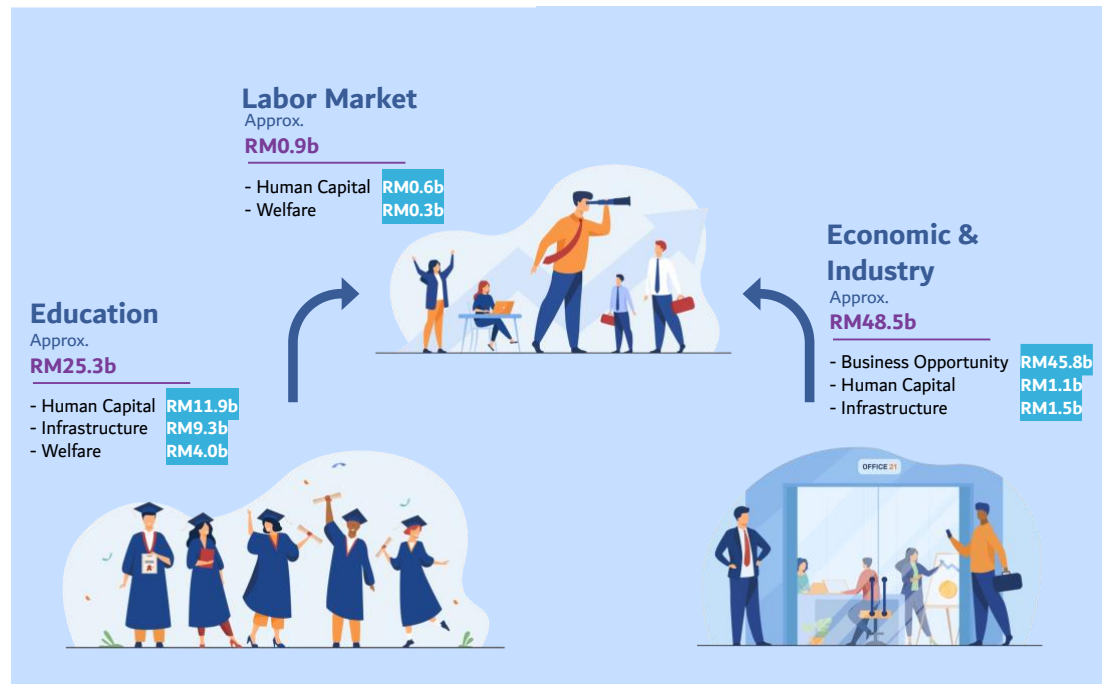 Labor Market
Approx.
RM0.9b
- Human Capital RM0.6b
- Welfare RM0.3b
Education
Approx.
RM25.3b
- Human Capital RM11.9b
- Infrastructure RM9.3b
- Welfare RM4.0b
Economic &
Industry
Approx.
RM48.5b
- Business Opportunity RM45.8b
- Human Capital RM1.1b
- Infrastructure RM1.5b
OFFICE 21